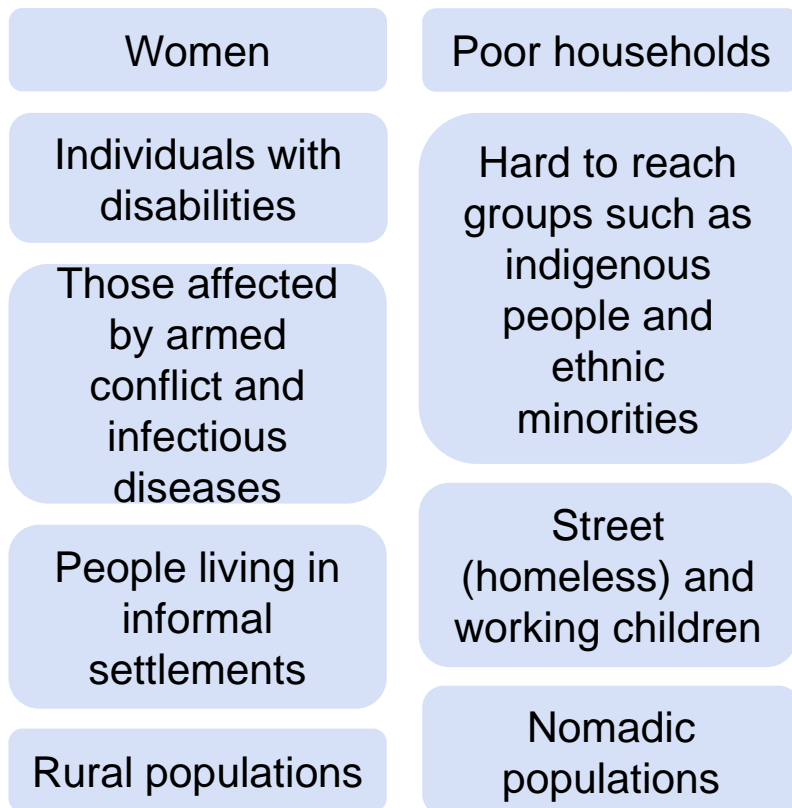 Women
Individuals with
disabilities
Those affected
by armed
conflict and
infectious
diseases
People living in
informal
settlements
Rural populations
Poor households
Hard to reach
groups such as
indigenous
people and
ethnic
minorities
Street
(homeless) and
working children
Nomadic
populations